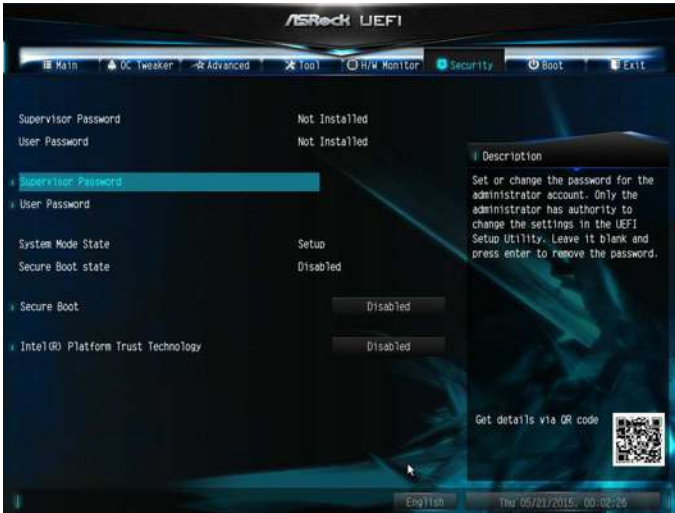 ASRock UEFI
Main OC Tweaker Advanced Tool H/W Monitor Security Boot Exit
Supervisor Password Not Installed
User Password Not Installed
Supervisor Password
User Password
System Mode State Setup
Secure Boot state Disabled
Secure Boot Disabled
Intel(R) Platform Trust Technology Disabled
Description
Set or change the password for the
administrator account. Only the
administrator has authority to
change the settings in the UEFI
Setup Utility. Leave it blank and
press enter to remove the password.
Get details via QR code
English Thu 05/21/2015. 00:02:26